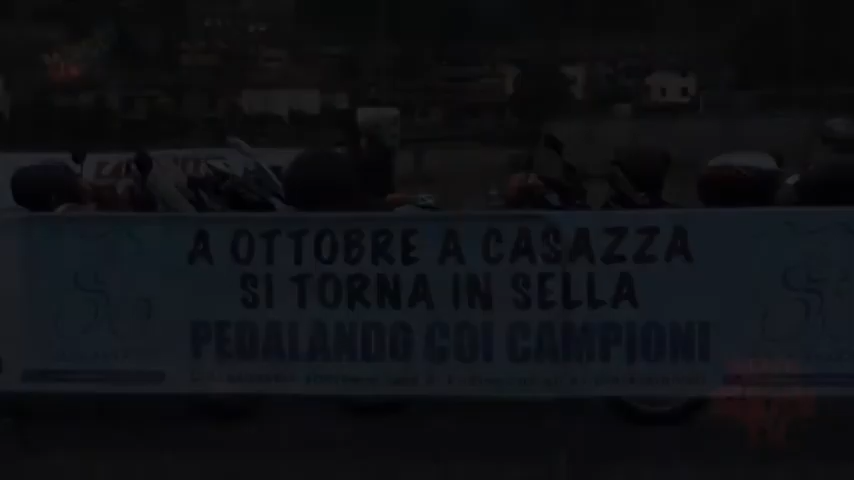 A OTTOBRE A CASAZZA
SI TORNA IN SELLA
PEDALANDO COI CAMPIONI